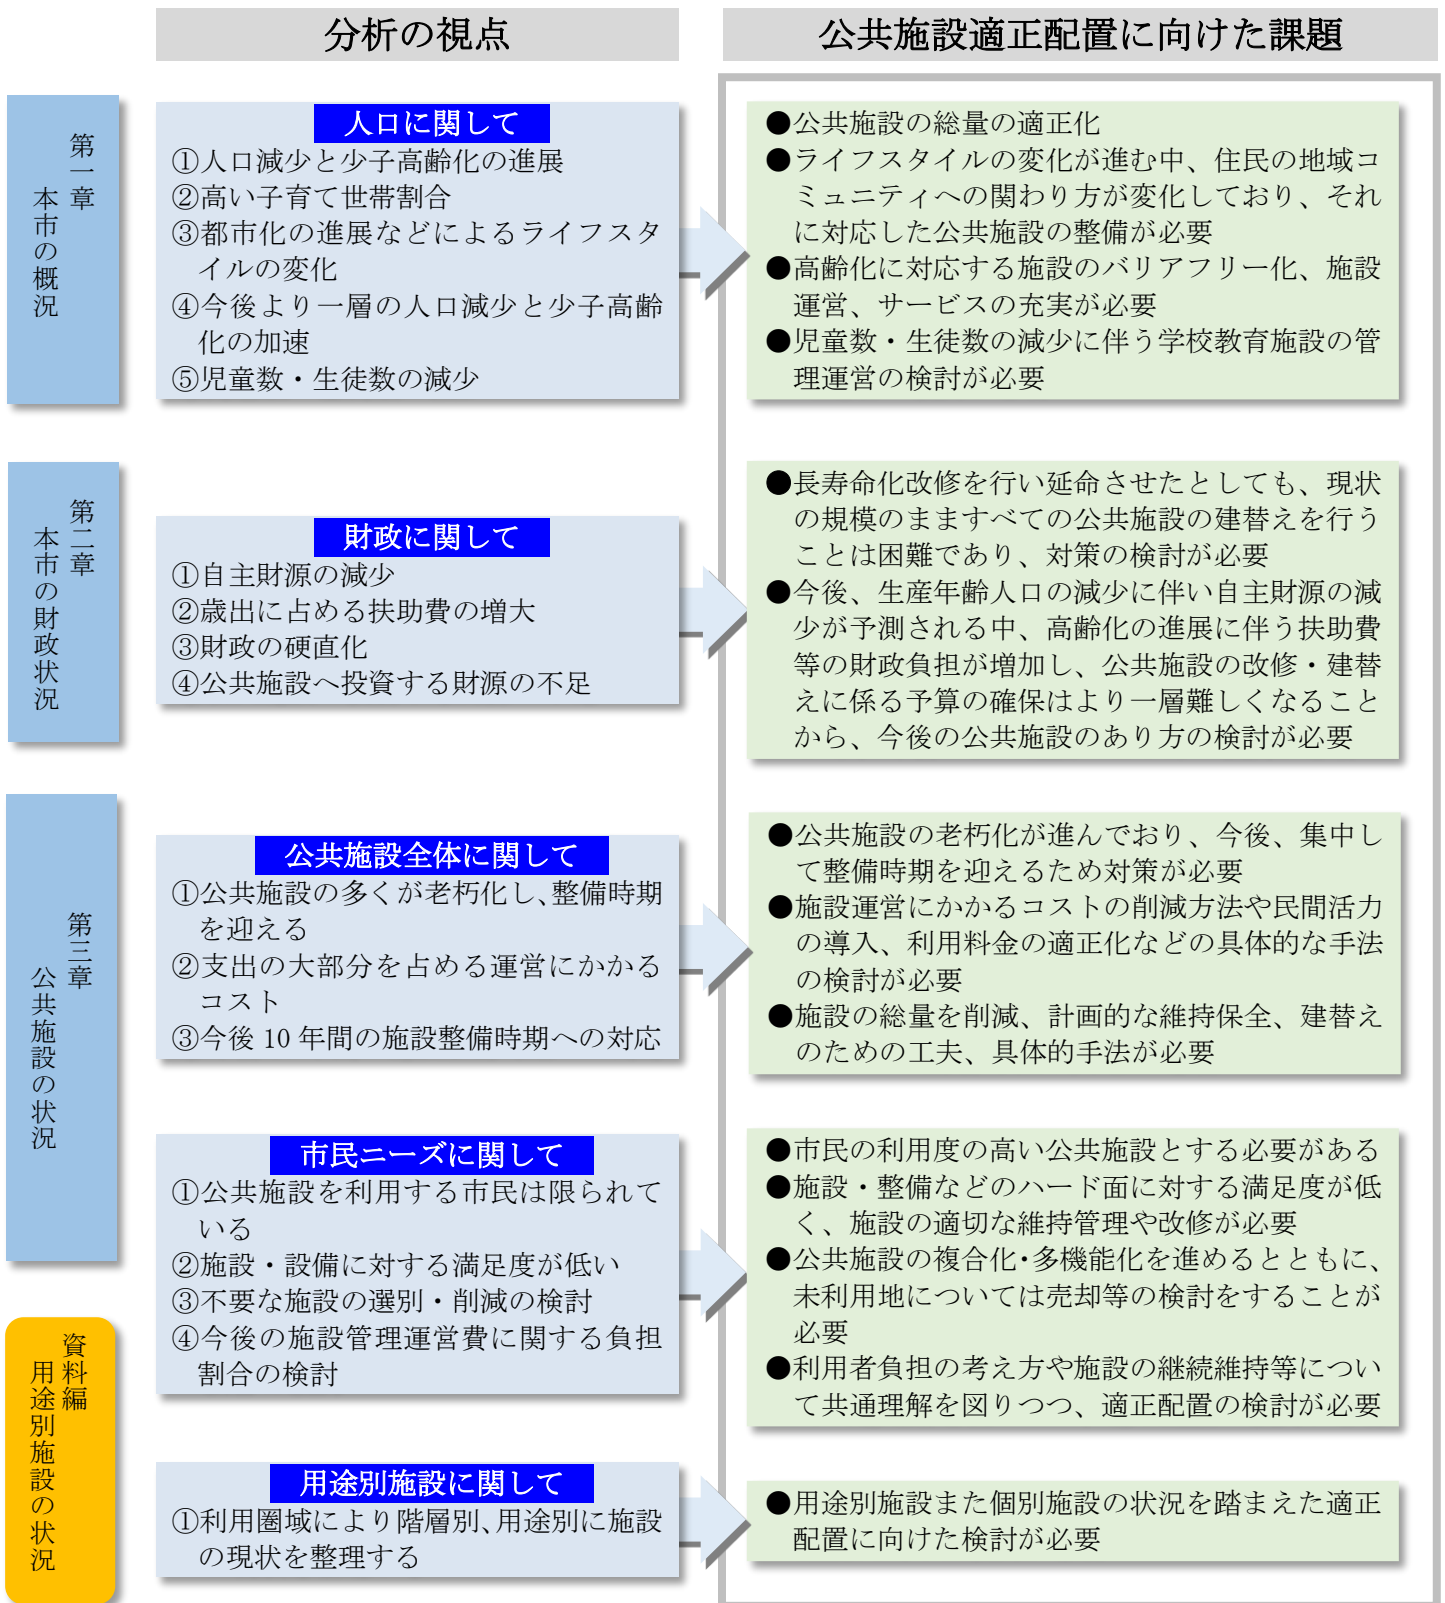 分析の視点
公共施設適正配置に向けた課題
第一章
本市の概況
人口に関して
①人口減少と少子高齢化の進展
②高い子育て世帯割合
③都市化の進展などによるライフスタ
イルの変化
④今後より一層の人口減少と少子高齢
化の加速
⑤児童数・生徒数の減少
●公共施設の総量の適正化
●ライフスタイルの変化が進む中、住民の地域コ
ミュニティへの関わり方が変化しており、それ
に対応した公共施設の整備が必要
●高齢化に対応する施設のバリアフリー化、施設
運営、サービスの充実が必要
●児童数・生徒数の減少に伴う学校教育施設の管
理運営の検討が必要
第二章
本市の財政状況
財政に関して
①自主財源の減少
②歳出に占める扶助費の増大
③財政の硬直化
④公共施設へ投資する財源の不足
●長寿命化改修を行い延命させたとしても、現状
の規模のまますべての公共施設の建替えを行う
ことは困難であり、対策の検討が必要
●今後、生産年齢人口の減少に伴い自主財源の減
少が予測される中、高齢化の進展に伴う扶助費
等の財政負担が増加し、公共施設の改修・建替
えに係る予算の確保はより一層難しくなること
から、今後の公共施設のあり方の検討が必要
第三章
公共施設の状況
公共施設全体に関して
①公共施設の多くが老朽化し、整備時期
を迎える
②支出の大部分を占める運営にかかる
コスト
③今後 10 年間の施設整備時期への対応
●公共施設の老朽化が進んでおり、今後、集中し
て整備時期を迎えるため対策が必要
●施設運営にかかるコストの削減方法や民間活力
の導入、利用料金の適正化などの具体的な手法
の検討が必要
●施設の総量を削減、計画的な維持保全、建替え
のための工夫、具体的手法が必要
市民ニーズに関して
①公共施設を利用する市民は限られて
いる
②施設・設備に対する満足度が低い
③不要な施設の選別・削減の検討
④今後の施設管理運営費に関する負担
割合の検討
●市民の利用度の高い公共施設とする必要がある
●施設・整備などのハード面に対する満足度が低
く、施設の適切な維持管理や改修が必要
●公共施設の複合化・多機能化を進めるとともに、
未利用地については売却等の検討をすることが
必要
●利用者負担の考え方や施設の継続維持等につい
て共通理解を図りつつ、適正配置の検討が必要
資料編
用途別施設の状況
用途別施設に関して
①利用圏域により階層別、用途別に施設
の現状を整理する
●用途別施設また個別施設の状況を踏まえた適正
配置に向けた検討が必要